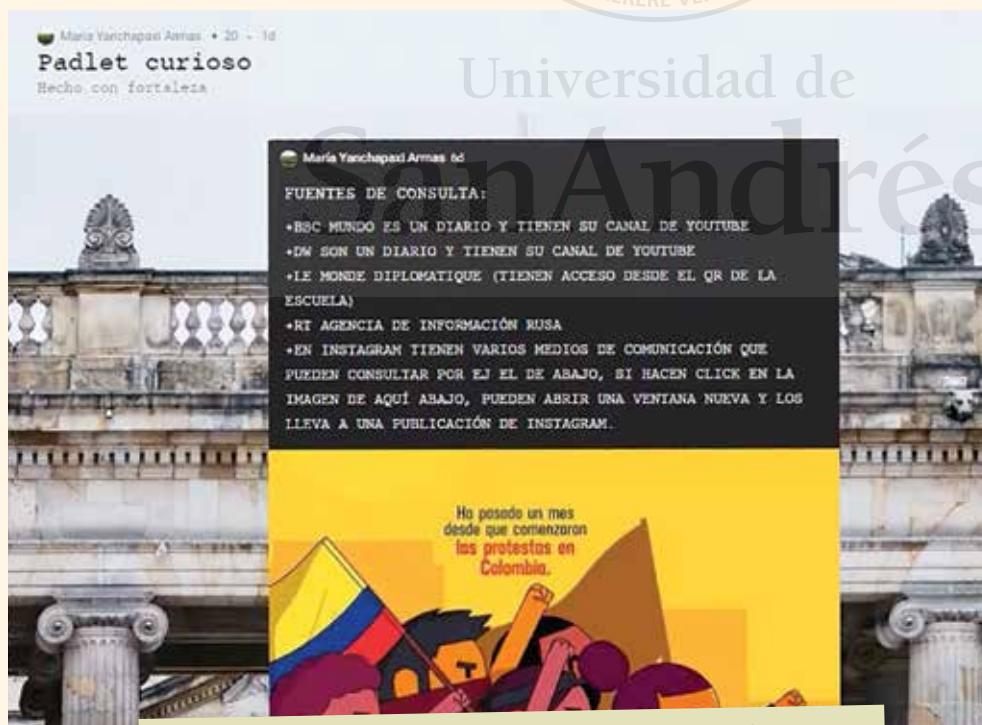 María Yanchapaxi Armas • 20 - 1d
Padlet curioso
Hecho con fortaleza
Universidad de
SanAndrés
María Yanchapaxi Armas 6d
FUENTES DE CONSULTA:
+BBC MUNDO ES UN DIARIO Y TIENEN SU CANAL DE YOUTUBE
+DW SON UN DIARIO Y TIENEN SU CANAL DE YOUTUBE
+LE MONDE DIPLOMATIQUE (TIENEN ACCESO DESDE EL QR DE LA
ESCUELA)
+RT AGENCIA DE INFORMACIÓN RUSA
+EN INSTAGRAM TIENEN VARIOS MEDIOS DE COMUNICACIÓN QUE
PUEDEN CONSULTAR POR EJ EL DE ABAJO, SI HACEN CLICK EN LA
IMAGEN DE AQUÍ ABAJO, PUEDEN ABRIR UNA VENTANA NUEVA Y LOS
LLEVA A UNA PUBLICACIÓN DE INSTAGRAM.
Ha pasado un mes
desde que comenzaron
las protestas en
Colombia.